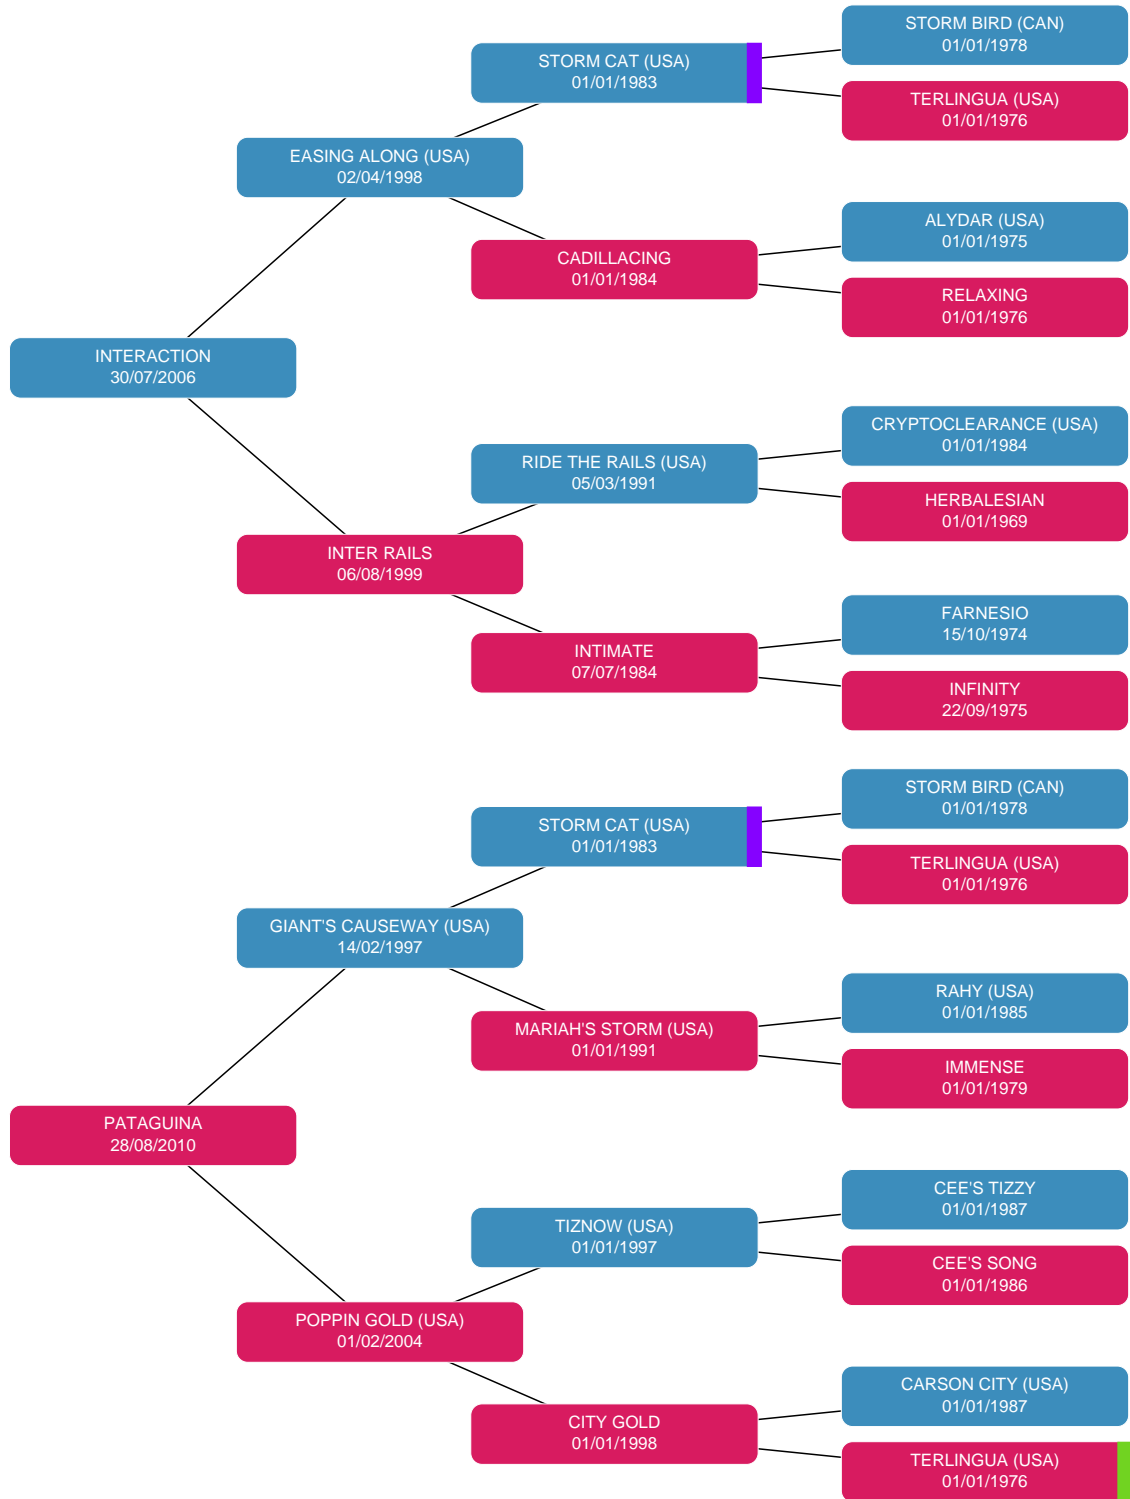 STORM BIRD (CAN)
01/01/1978
STORM CAT (USA)
01/01/1983
TERLINGUA (USA)
01/01/1976
EASING ALONG (USA)
02/04/1998
ALYDAR (USA)
01/01/1975
CADILLACING
01/01/1984
RELAXING
01/01/1976
INTERACTION
30/07/2006
CRYPTOCLEARANCE (USA)
01/01/1984
RIDE THE RAILS (USA)
05/03/1991
HERBALESIAN
01/01/1969
INTER RAILS
06/08/1999
FARNESIO
15/10/1974
INTIMATE
07/07/1984
INFINITY
22/09/1975
STORM BIRD (CAN)
01/01/1978
STORM CAT (USA)
01/01/1983
TERLINGUA (USA)
01/01/1976
GIANT'S CAUSEWAY (USA)
14/02/1997
RAHY (USA)
01/01/1985
MARIAH'S STORM (USA)
01/01/1991
IMMENSE
01/01/1979
PATAGUINA
28/08/2010
CEE'S TIZZY
01/01/1987
TIZNOW (USA)
01/01/1997
CEE'S SONG
01/01/1986
POPPIN GOLD (USA)
01/02/2004
CARSON CITY (USA)
01/01/1987
CITY GOLD
01/01/1998
TERLINGUA (USA)
01/01/1976